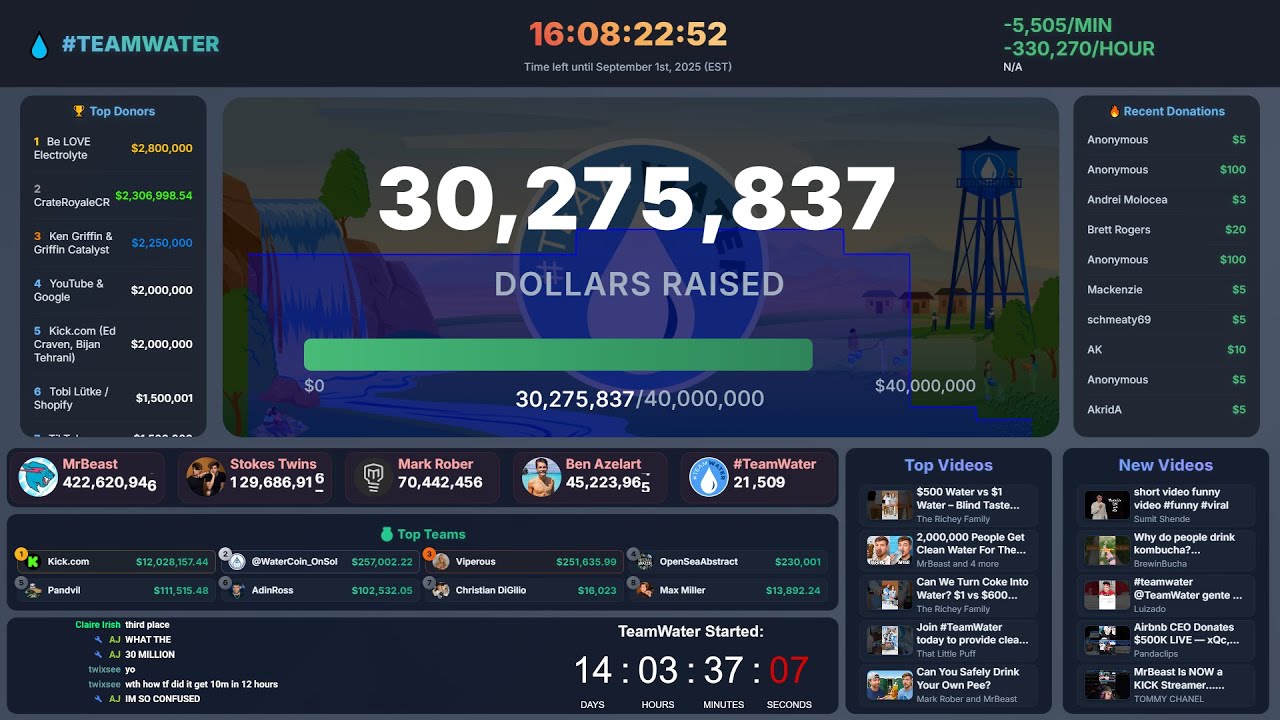 #TEAMWATER
16:08:22:52
Time left until September 1st, 2025 (EST)
-5,505/MIN
-330,270/HOUR
N/A
Top Donors
1 Be LOVE
Electrolyte
$2,800,000
2
CrateRoyaleCR
$2,306,998.54
3 Ken Griffin &
Griffin Catalyst
$2,250,000
4 YouTube &
Google
$2,000,000
5 Kick.com (Ed
Craven, Bijan
Tehrani)
$2,000,000
6 Tobi Lütke /
Shopify
$1,500,001
30,275,837
DOLLARS RAISED
$0
$40,000,000
30,275,837/40,000,000
Recent Donations
Anonymous $5
Anonymous $100
Andrei Molocea $3
Brett Rogers $20
Anonymous $100
Mackenzie $5
schmeaty69 $5
AK $10
Anonymous $5
AkridA $5
MrBeast
422,620,946
Stokes Twins
129,686,916
Mark Rober
70,442,456
Ben Azelart
45,223,965
#TeamWater
21,509
Top Teams
1 Kick.com $12,028,157.44
2 @WaterCoin_OnSol $257,002.22
3 Viperous $251,635.99
4 OpenSeaAbstract $230,001
5 Pandvil $111,515.48
6 AdinRoss $102,532.05
7 Christian DiGilio $16,023
8 Max Miller $13,892.24
Claire Irish third place
AJ WHAT THE
AJ 30 MILLION
twixsee yo
twixsee wth how tf did it get 10m in 12 hours
AJ IM SO CONFUSED
TeamWater Started:
14 : 03 : 37 : 07
DAYS HOURS MINUTES SECONDS
Top Videos
$500 Water vs $1
Water – Blind Taste...
The Richey Family
2,000,000 People Get
Clean Water For The...
MrBeast and 4 more
Can We Turn Coke Into
Water? $1 vs $600...
The Richey Family
Join #TeamWater
today to provide clea...
That Little Puff
Can You Safely Drink
Your Own Pee?
Mark Rober and MrBeast
New Videos
short video funny
video #funny #viral
Sumit Shende
Why do people drink
kombucha?...
BrewinBucha
#teamwater
@TeamWater gente ...
Luizado
Airbnb CEO Donates
$500K LIVE — xQc,...
Pandaclips
MrBeast Is NOW a
KICK Streamer......
TOMMY CHANEL